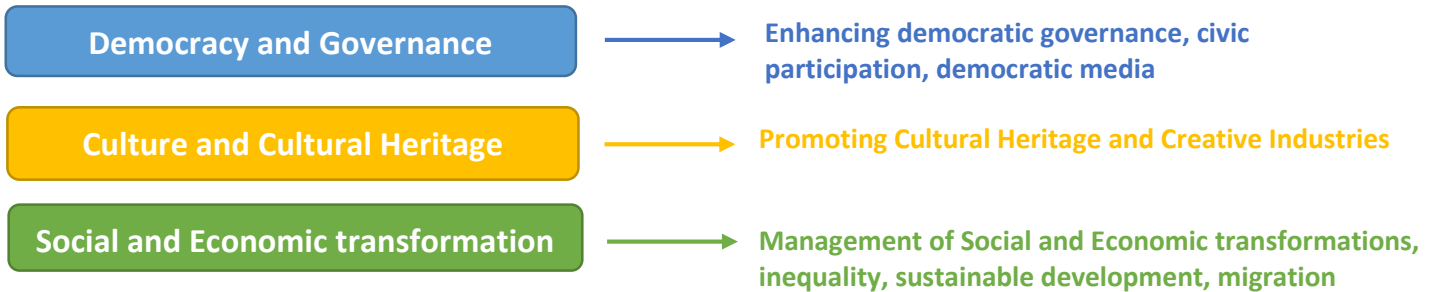 Democracy and Governance
Enhancing democratic governance, civic
participation, democratic media
Culture and Cultural Heritage
Promoting Cultural Heritage and Creative Industries
Social and Economic transformation
Management of Social and Economic transformations,
inequality, sustainable development, migration